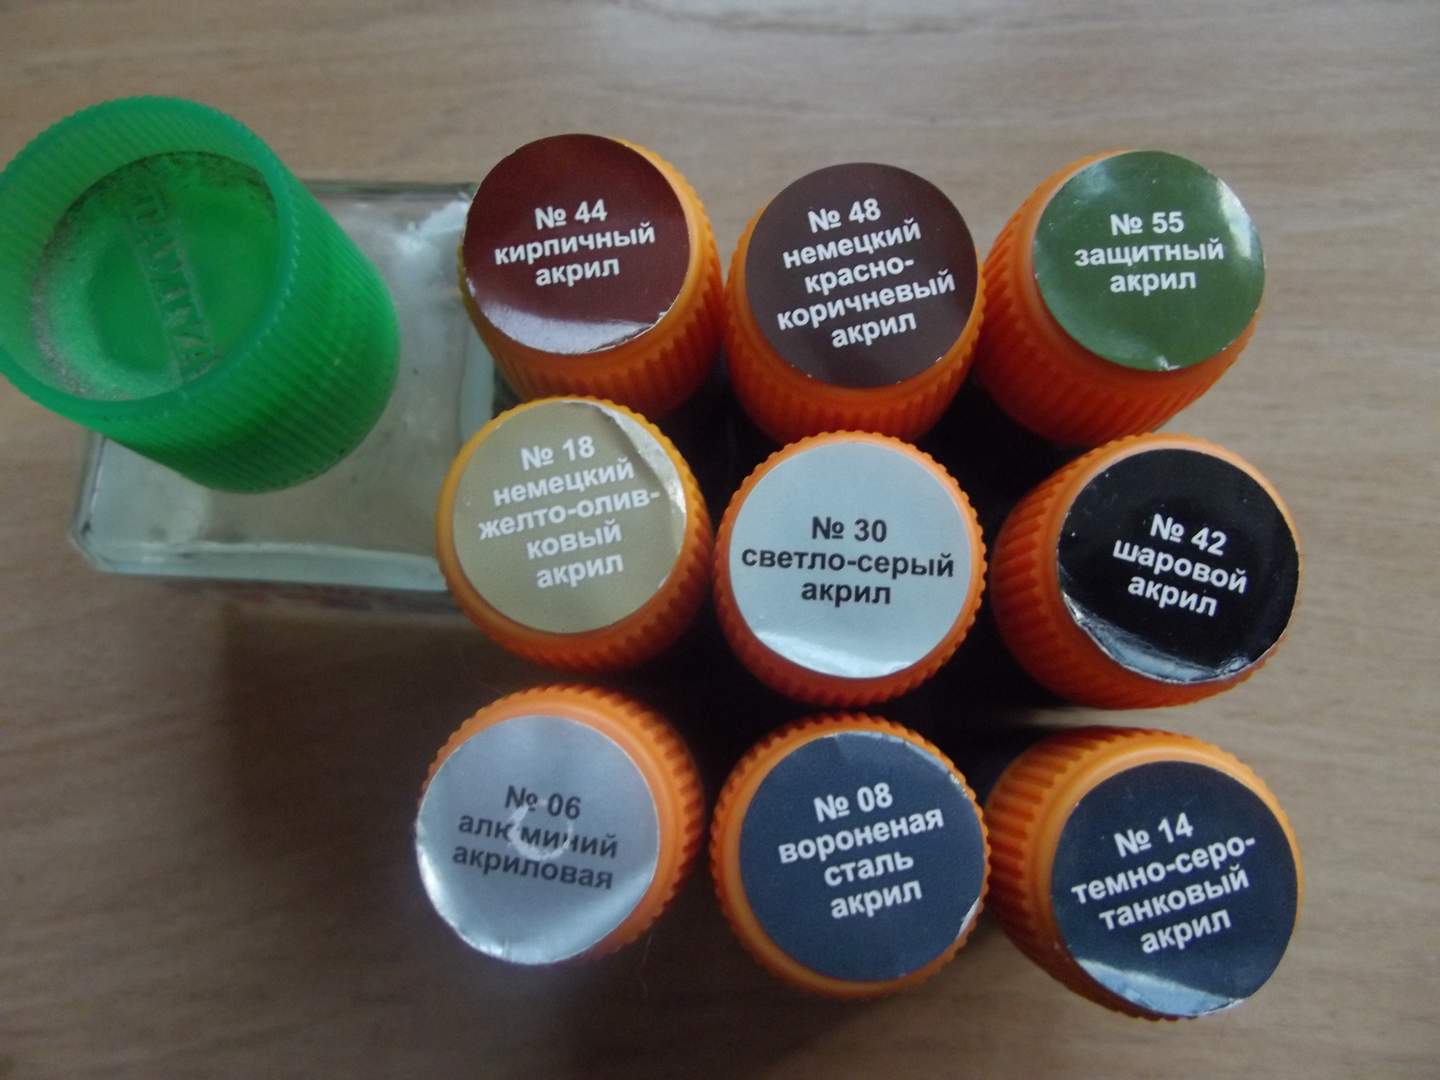 TAMIYA
№ 44
кирпичный
акрил
№ 48
немецкий
красно-
коричневый
акрил
№ 55
защитный
акрил
№ 18
немецкий
желто-олив-
ковый
акрил
№ 30
светло-серый
акрил
№ 42
шаровой
акрил
№ 06
алюминий
акриловая
№ 08
вороненая
сталь
акрил
№ 14
темно-серо-
танковый
акрил